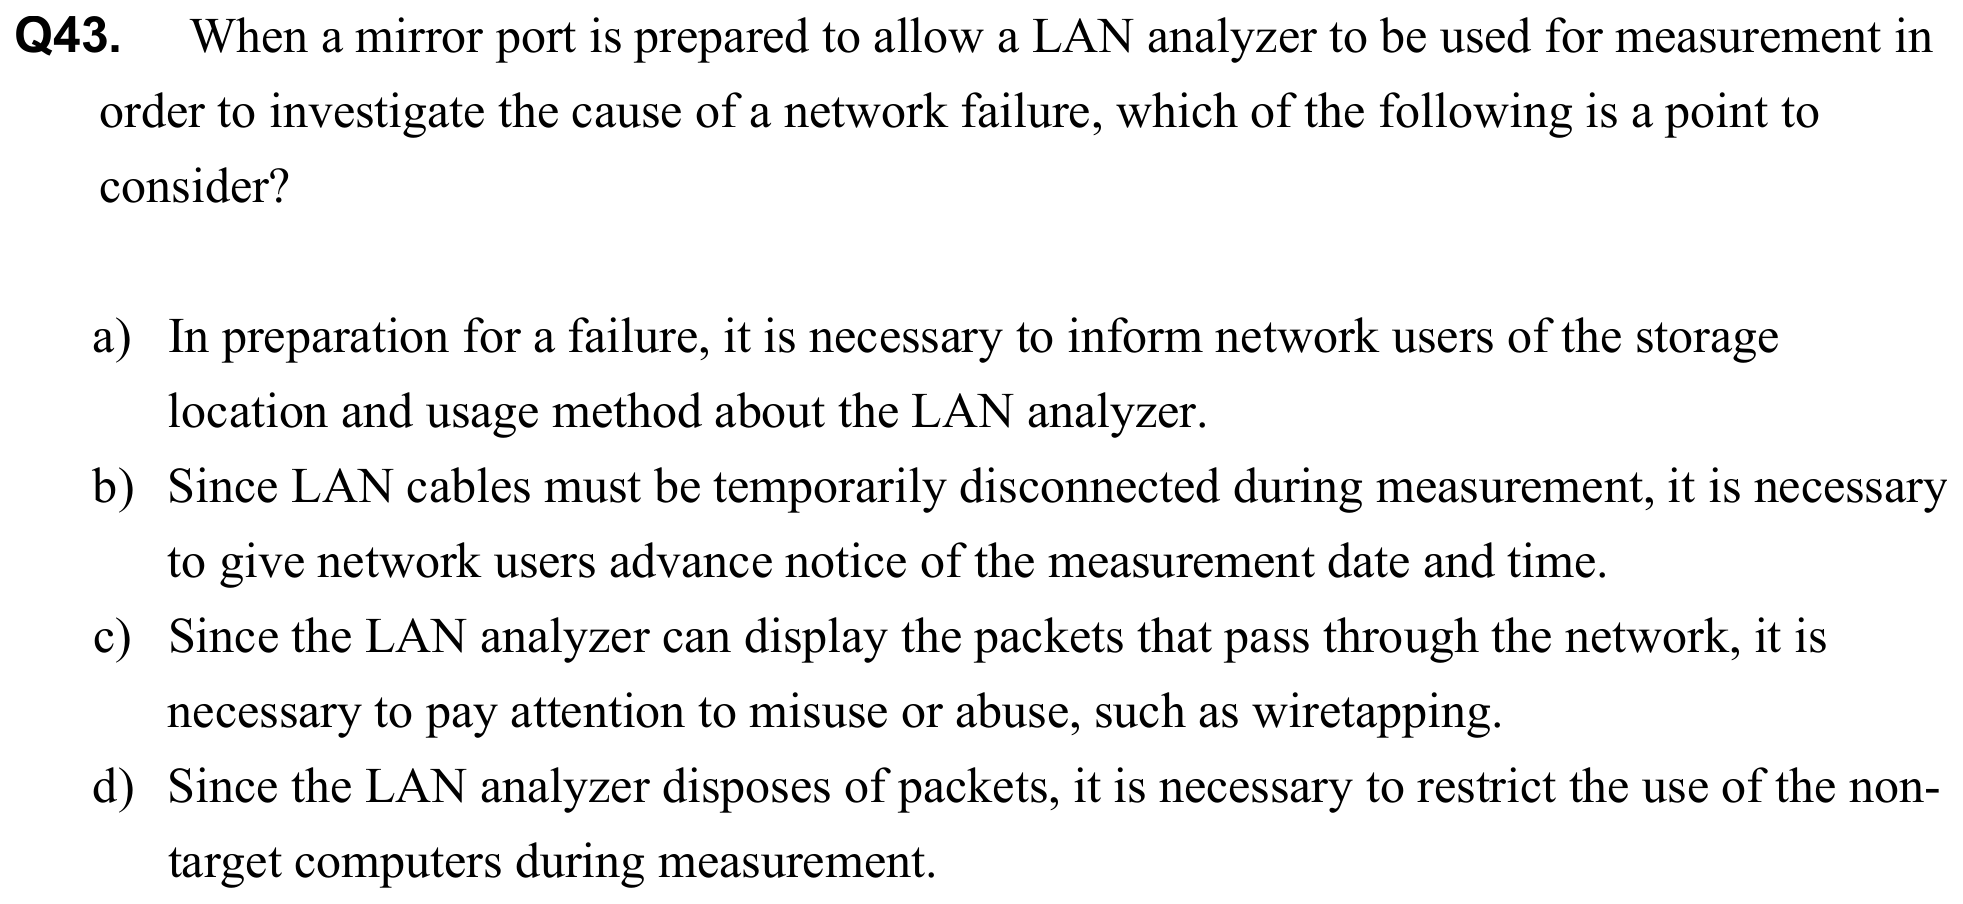 Q43. When a mirror port is prepared to allow a LAN analyzer to be used for measurement in
order to investigate the cause of a network failure, which of the following is a point to
consider?
a) In preparation for a failure, it is necessary to inform network users of the storage
location and usage method about the LAN analyzer.
b) Since LAN cables must be temporarily disconnected during measurement, it is necessary
to give network users advance notice of the measurement date and time.
c) Since the LAN analyzer can display the packets that pass through the network, it is
necessary to pay attention to misuse or abuse, such as wiretapping.
d) Since the LAN analyzer disposes of packets, it is necessary to restrict the use of the non-
target computers during measurement.